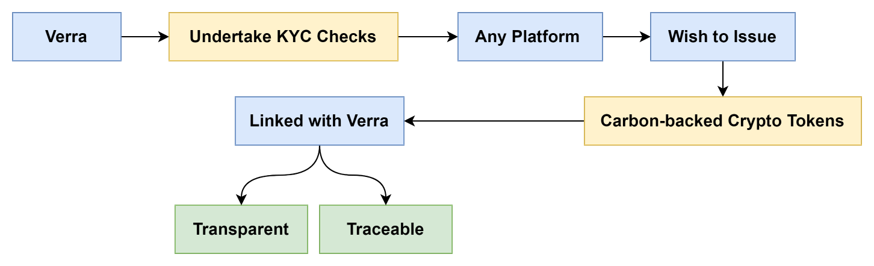 Verra
Undertake KYC Checks
Any Platform
Wish to Issue
Carbon-backed Crypto Tokens
Linked with Verra
Transparent
Traceable